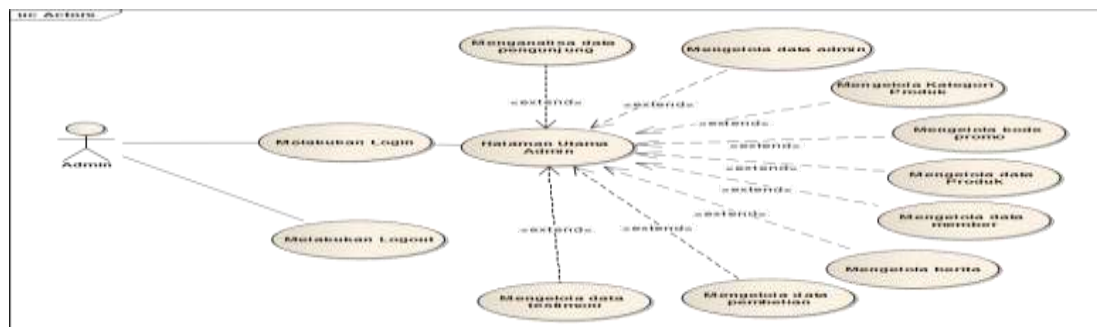 uc Actors
Menganalisa data
pengunjung
Mengelola data admin
Mengelola Kategori
Produk
«extend»
«extend»
«extend»
Mengelola kode
promo
«extend»
Melakukan Login
Halaman Utama
Admin
Admin
«extend»
Mengelola data
Produk
«extend»
Mengelola data
member
«extend»
«extend»
«extend»
Melakukan Logout
Mengelola berita
Mengelola data
testimoni
Mengelola data
pembelian